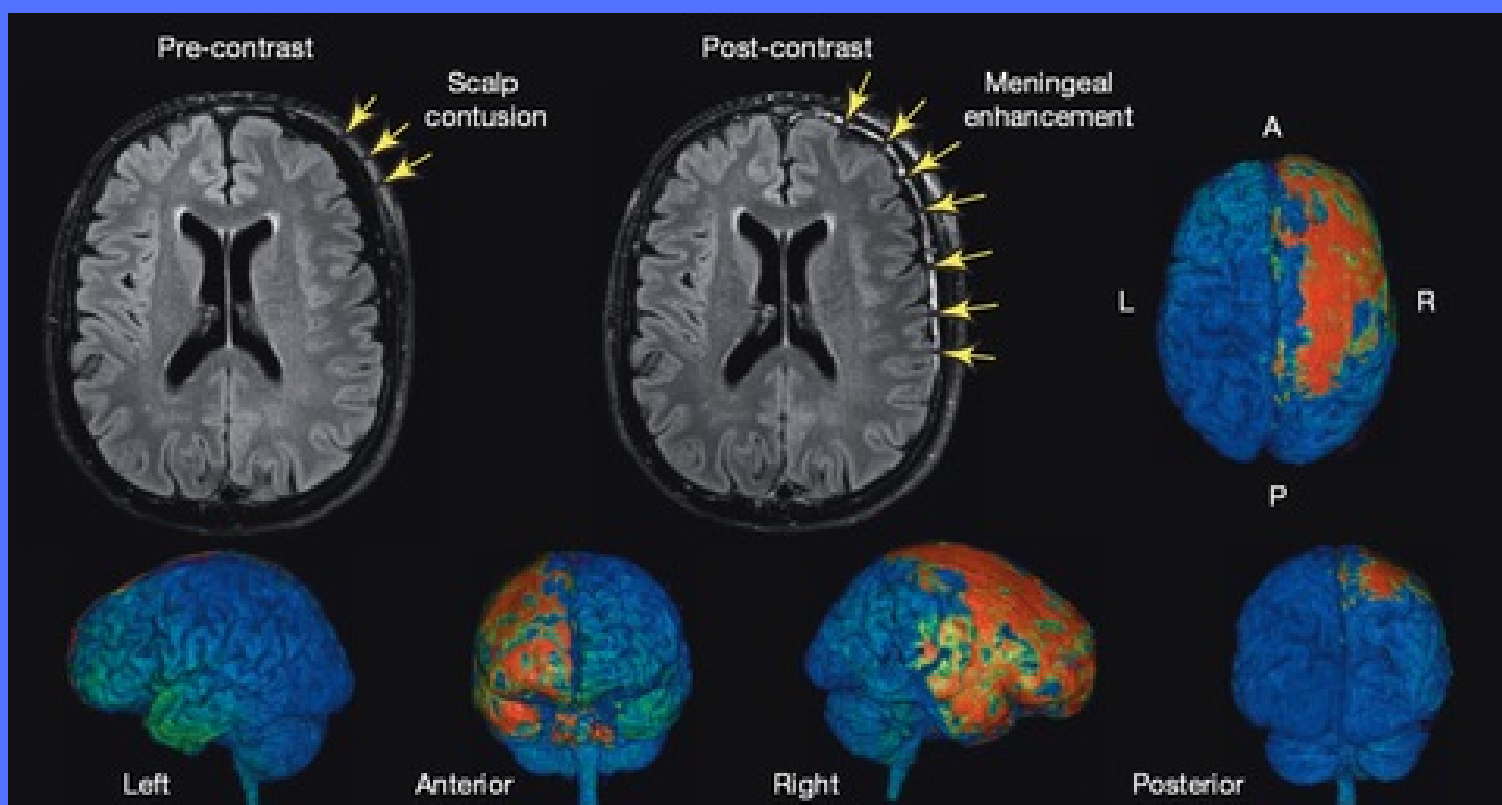 Pre-contrast
Scalp
contusion
Post-contrast
Meningeal
enhancement
A
L
R
P
Left
Anterior
Right
Posterior